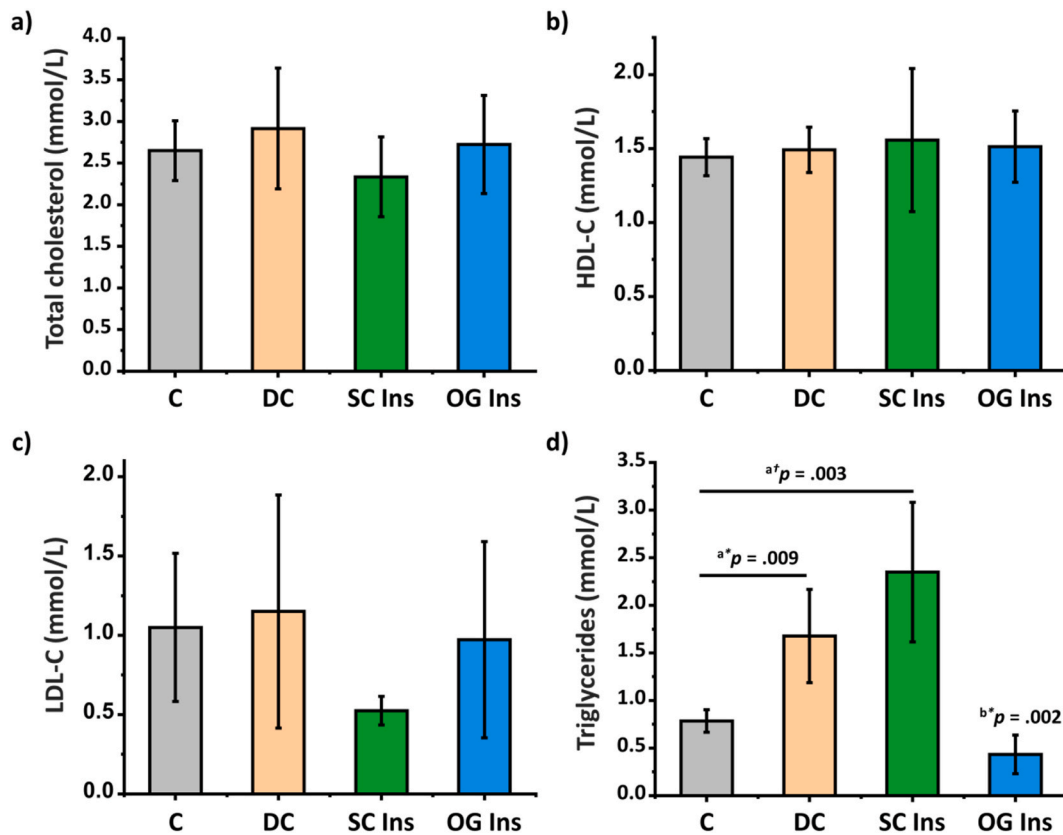 a)
Total cholesterol (mmol/L)
4.0
3.5
3.0
2.5
2.0
1.5
1.0
0.5
0.0
C DC SC Ins OG Ins
b)
HDL-C (mmol/L)
2.0
1.5
1.0
0.5
0.0
C DC SC Ins OG Ins
c)
LDL-C (mmol/L)
2.0
1.5
1.0
0.5
0.0
C DC SC Ins OG Ins
d)
Triglycerides (mmol/L)
3.5
3.0
2.5
2.0
1.5
1.0
0.5
0.0
a†p = .003
a*p = .009
b*p = .002
C DC SC Ins OG Ins